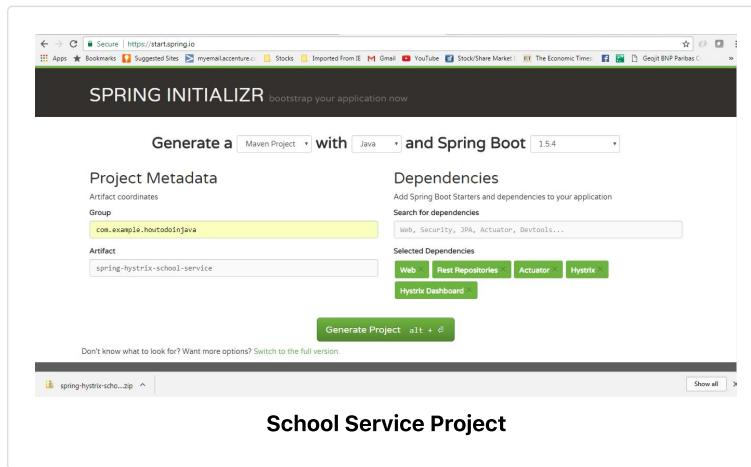 Secure | https://start.spring.io
Apps Bookmarks Suggested Sites myemail.accenture.c Stocks Imported From IE Gmail YouTube Stock/Share Market The Economic Times Geojit BNP Paribas C
SPRING INITIALIZR bootstrap your application now
Generate a Maven Project with Java and Spring Boot 1.5.4
Project Metadata
Artifact coordinates
Group
com.example.howtodoinjava
Artifact
spring-hystrix-school-service
Dependencies
Add Spring Boot Starters and dependencies to your application
Search for dependencies
Web, Security, JPA, Actuator, Devtools...
Selected Dependencies
Web × Rest Repositories × Actuator × Hystrix ×
Hystrix Dashboard ×
Generate Project alt + ⏎
Don't know what to look for? Want more options? Switch to the full version.
spring-hystrix-scho....zip
Show all
School Service Project